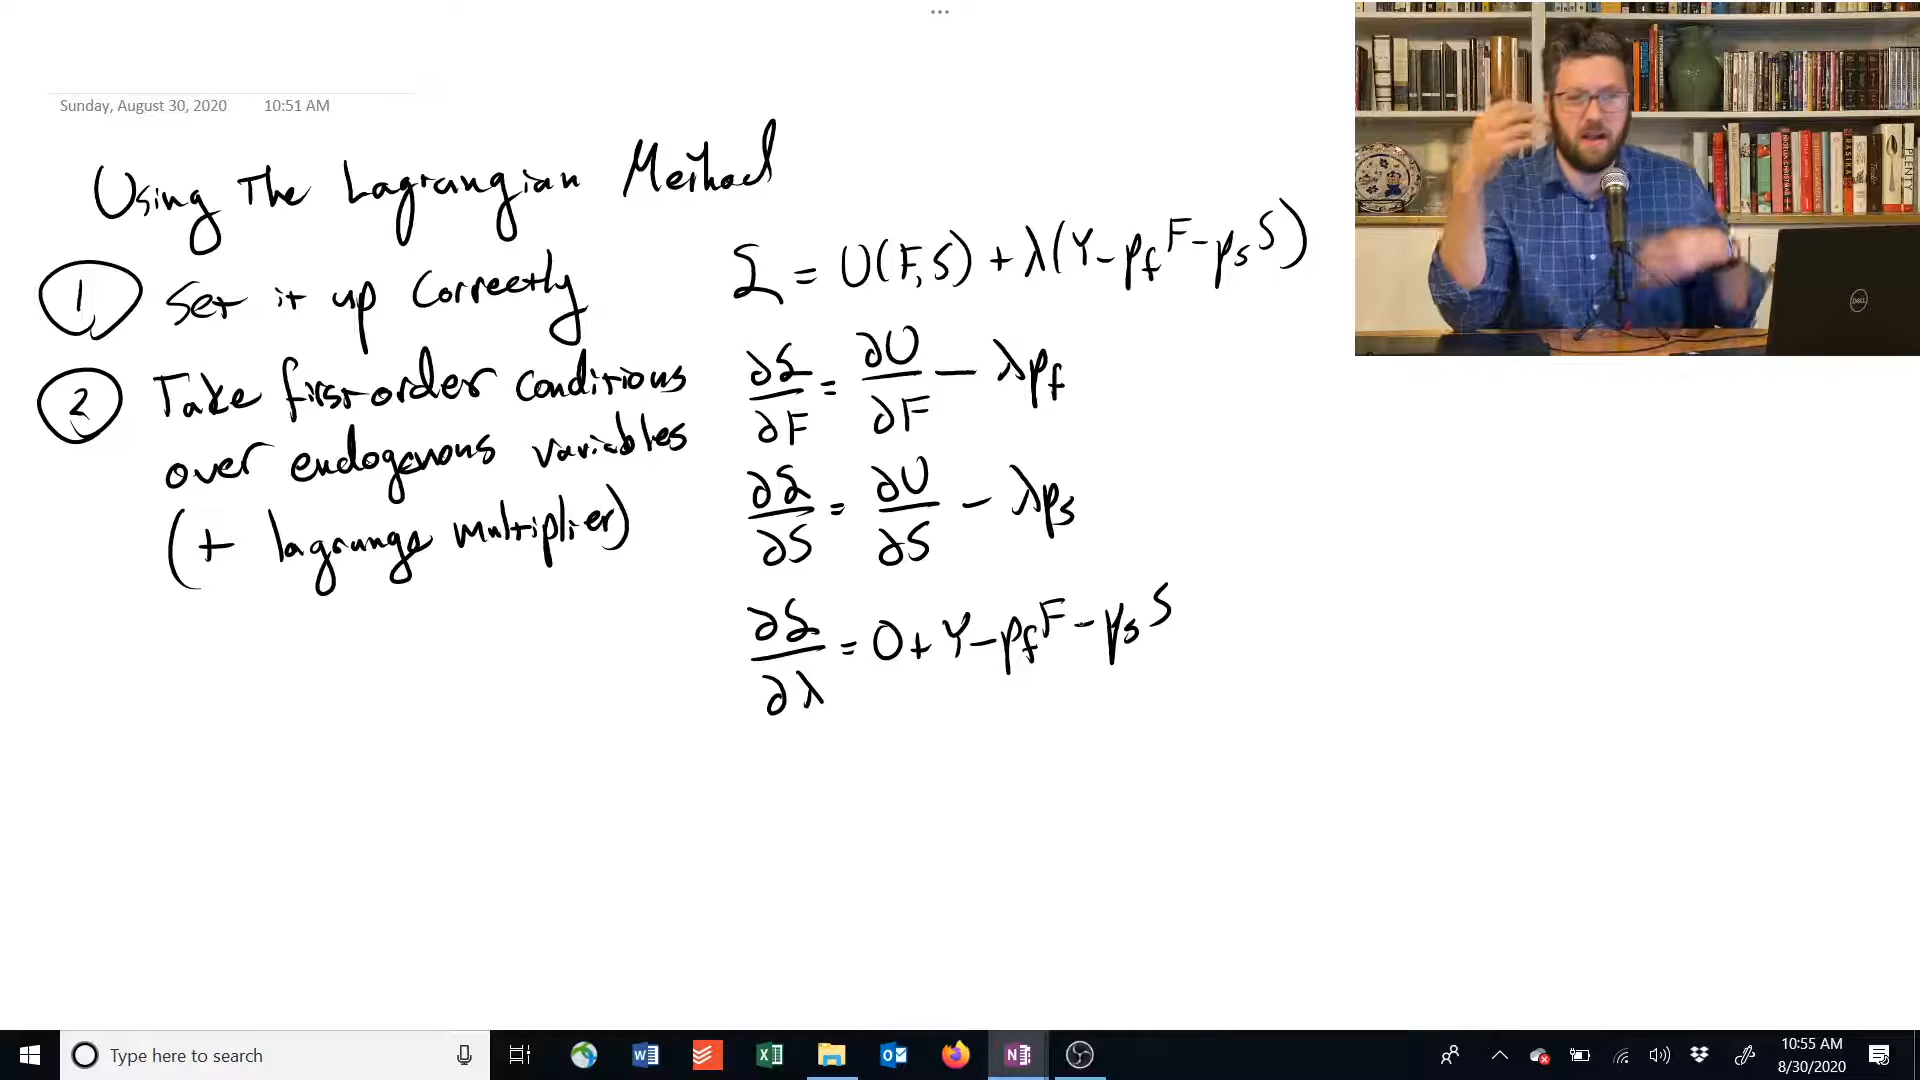 Sunday, August 30, 2020 10:51 AM
Using The Lagrangian Method
1 Set it up Correctly
2 Take first-order conditions
over endogenous variables
(+ lagrange multiplier)
ℒ = U(F,S) + λ(Y - p_f F - p_s S)
∂ℒ/∂F = ∂U/∂F - λp_f
∂ℒ/∂S = ∂U/∂S - λp_s
∂ℒ/∂λ = 0 + Y - p_f F - p_s S
PLENTY
DELL
Type here to search
10:55 AM
8/30/2020